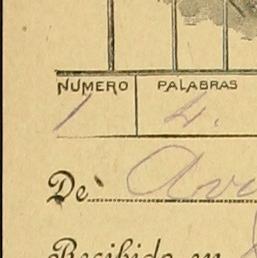 NUMERO PALABRAS
1 4.
De
Recibido en